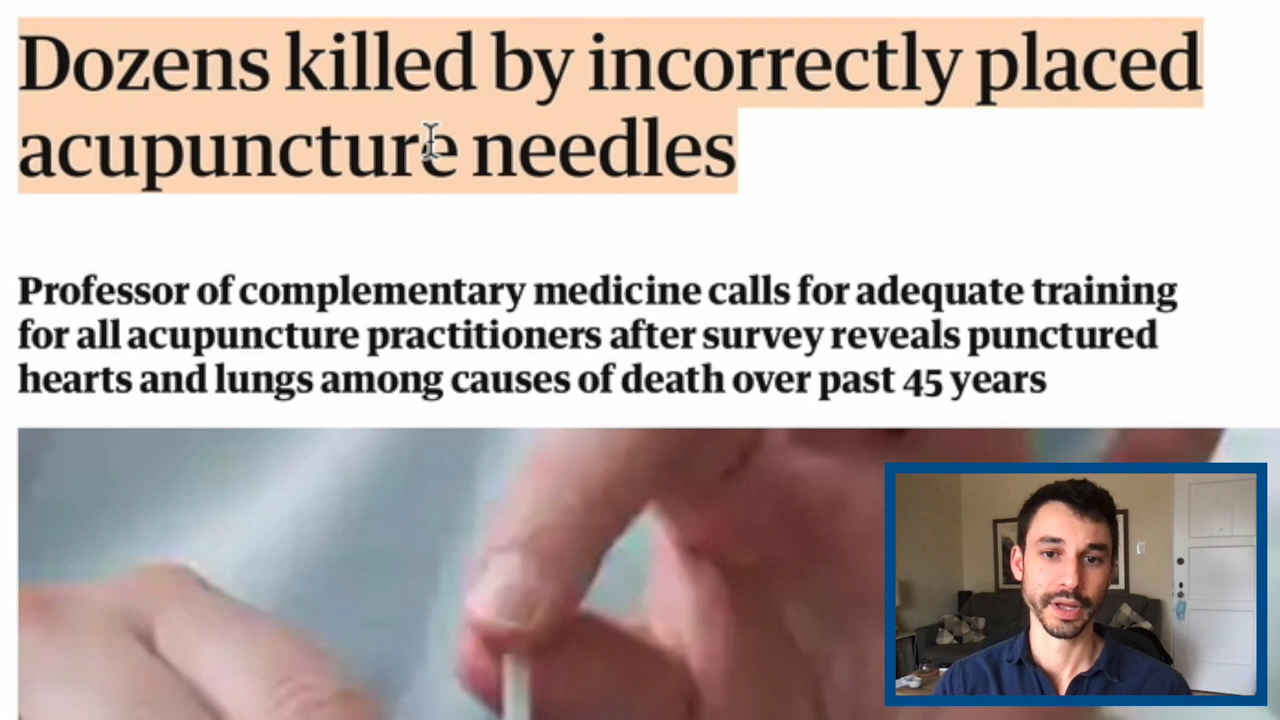 Dozens killed by incorrectly placed
acupuncture needles
Professor of complementary medicine calls for adequate training
for all acupuncture practitioners after survey reveals punctured
hearts and lungs among causes of death over past 45 years